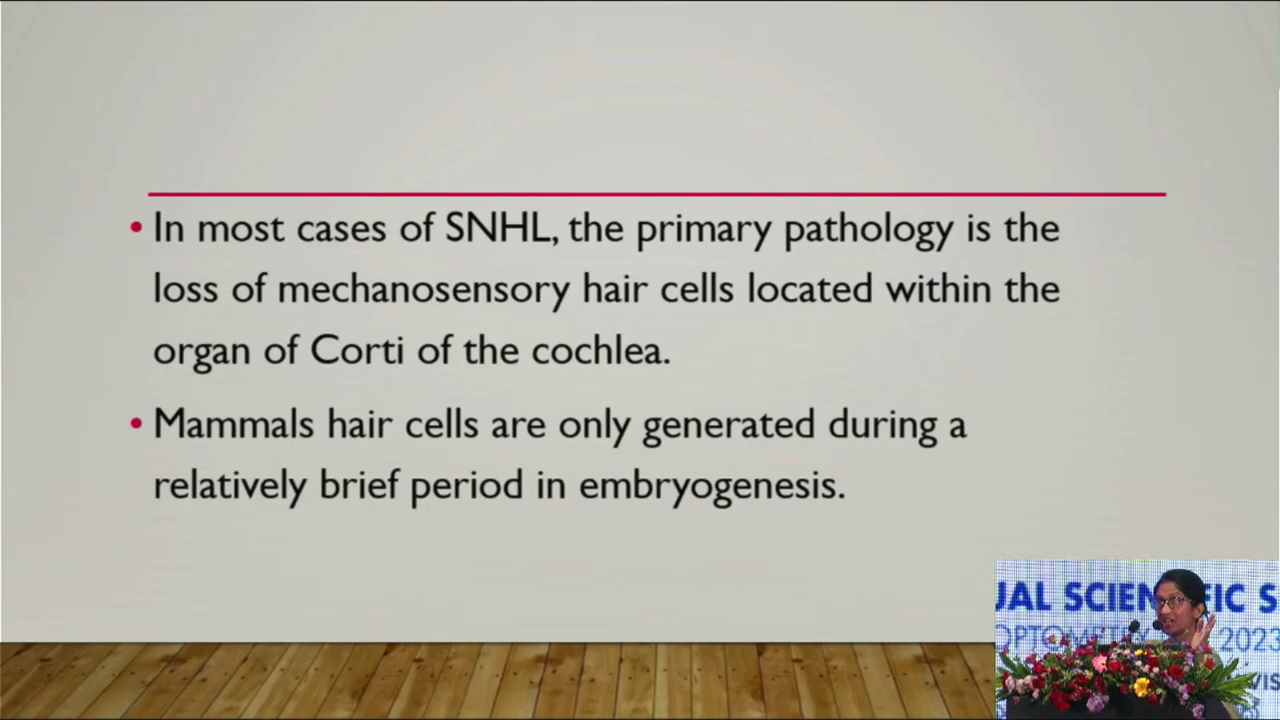 • In most cases of SNHL, the primary pathology is the
loss of mechanosensory hair cells located within the
organ of Corti of the cochlea.
• Mammals hair cells are only generated during a
relatively brief period in embryogenesis.
UAL SCIEN FIC S
OPTOMETRY 2023